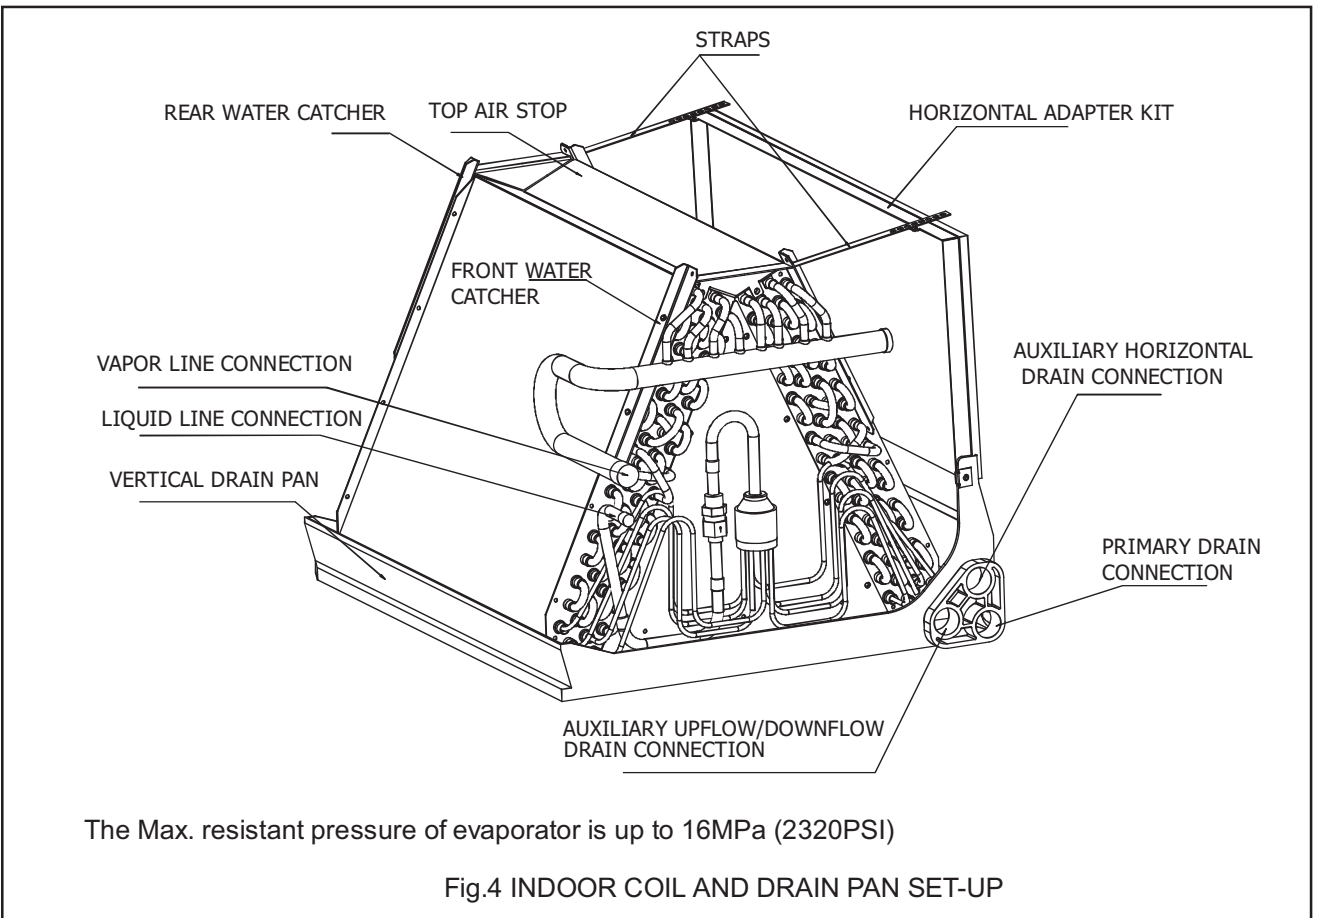 STRAPS
REAR WATER CATCHER
TOP AIR STOP
HORIZONTAL ADAPTER KIT
FRONT WATER
CATCHER
VAPOR LINE CONNECTION
AUXILIARY HORIZONTAL
DRAIN CONNECTION
LIQUID LINE CONNECTION
VERTICAL DRAIN PAN
PRIMARY DRAIN
CONNECTION
AUXILIARY UPFLOW/DOWNFLOW
DRAIN CONNECTION
The Max. resistant pressure of evaporator is up to 16MPa (2320PSI)
Fig.4 INDOOR COIL AND DRAIN PAN SET-UP